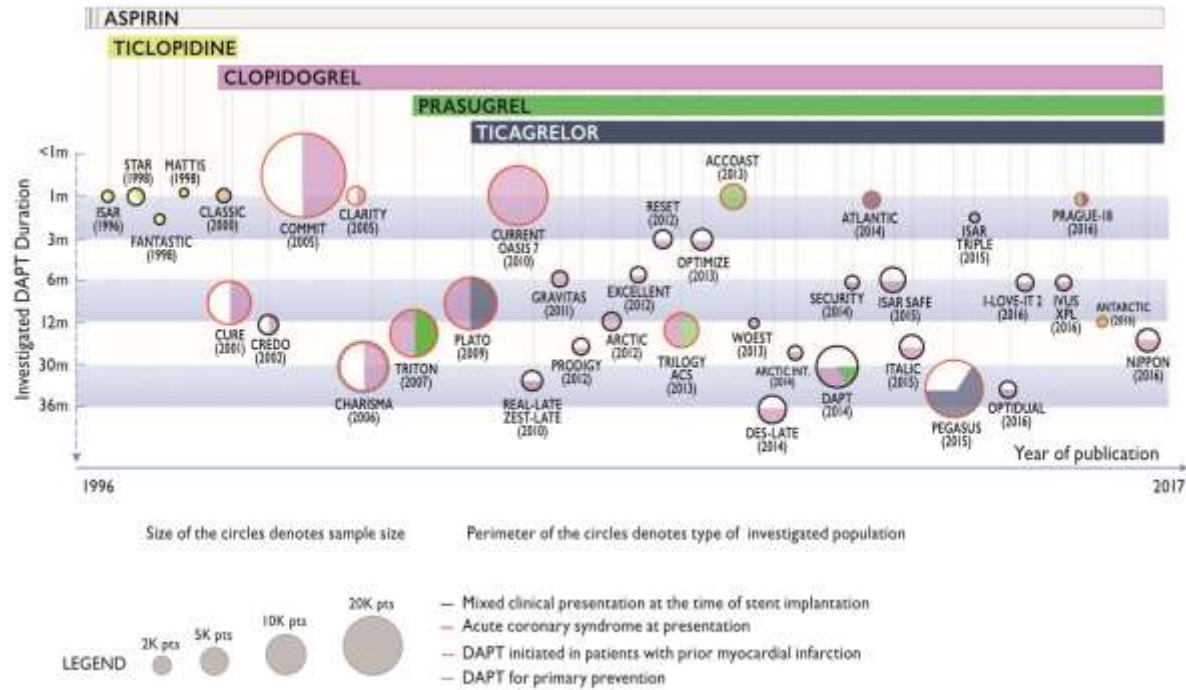 ASPIRIN
TICLOPIDINE
CLOPIDOGREL
PRASUGREL
TICAGRELOR
Investigated DAPT Duration
<1m
1m
3m
6m
12m
30m
36m
ISAR
(1996)
STAR
(1998)
FANTASTIC
(1998)
MATTIS
(1998)
CLASSIC
(2000)
COMMIT
(2005)
CLARITY
(2005)
CURRENT
OASIS 7
(2010)
RESET
(2012)
OPTIMIZE
(2013)
ACCOAST
(2013)
ATLANTIC
(2014)
ISAR
TRIPLE
(2015)
PRAGUE-18
(2016)
CURE
(2001)
CREDO
(2002)
CHARISMA
(2006)
TRITON
(2007)
PLATO
(2009)
GRAVITAS
(2011)
EXCELLENT
(2012)
ARCTIC
(2012)
PRODIGY
(2012)
REAL-LATE
ZEST-LATE
(2010)
TRILOGY
ACS
(2013)
WOEST
(2013)
ARCTIC INT.
(2014)
DES-LATE
(2014)
DAPT
(2014)
SECURITY
(2014)
ISAR SAFE
(2015)
ITALIC
(2015)
PEGASUS
(2015)
OPTIDUAL
(2016)
I-LOVE-IT 2
(2016)
IVUS
XPL
(2016)
ANTARCTIC
(2016)
NIPPON
(2016)
Year of publication
1996
2017
Size of the circles denotes sample size
Perimeter of the circles denotes type of investigated population
LEGEND
2K pts
5K pts
10K pts
20K pts
Mixed clinical presentation at the time of stent implantation
Acute coronary syndrome at presentation
DAPT initiated in patients with prior myocardial infarction
DAPT for primary prevention